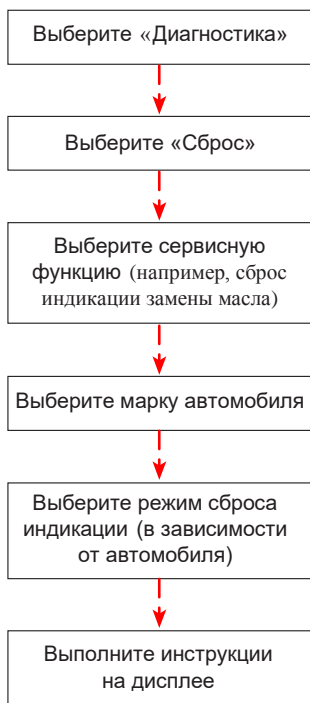 Выберите «Диагностика»
Выберите «Сброс»
Выберите сервисную
функцию (например, сброс
индикации замены масла)
Выберите марку автомобиля
Выберите режим сброса
индикации (в зависимости
от автомобиля)
Выполните инструкции
на дисплее